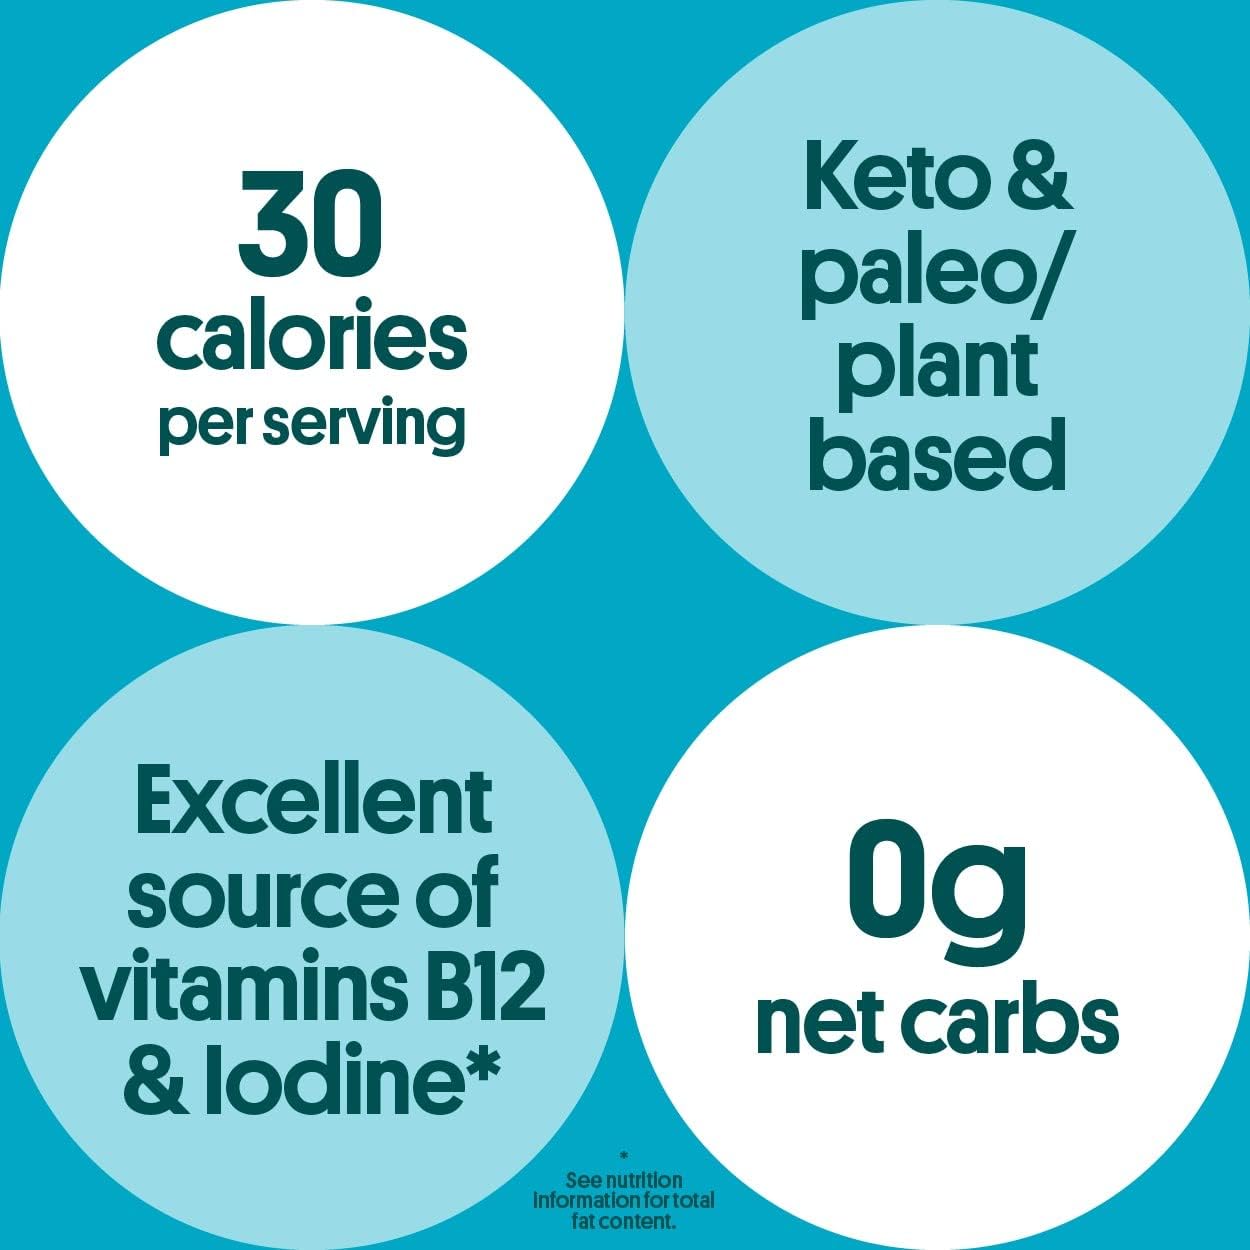 30
calories
per serving
Keto &
paleo/
plant
based
Excellent
source of
vitamins B12
& Iodine*
0g
net carbs
*
See nutrition
information for total
fat content.